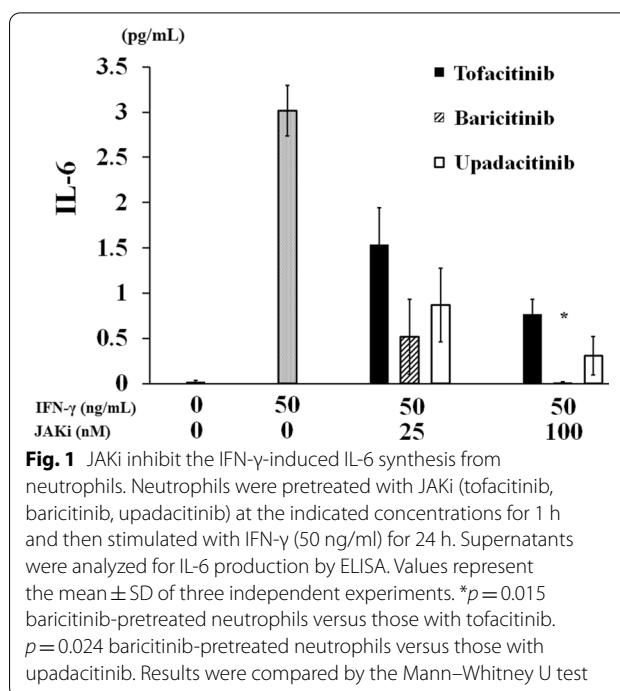 (pg/mL)
3.5
3
2.5
2
1.5
1
0.5
0
IL-6
Tofacitinib
Baricitinib
Upadacitinib
*
IFN-γ (ng/mL) 0 50 50 50
JAKi (nM) 0 0 25 100
Fig. 1 JAKi inhibit the IFN-γ-induced IL-6 synthesis from
neutrophils. Neutrophils were pretreated with JAKi (tofacitinib,
baricitinib, upadacitinib) at the indicated concentrations for 1 h
and then stimulated with IFN-γ (50 ng/ml) for 24 h. Supernatants
were analyzed for IL-6 production by ELISA. Values represent
the mean ± SD of three independent experiments. *p = 0.015
baricitinib-pretreated neutrophils versus those with tofacitinib.
p = 0.024 baricitinib-pretreated neutrophils versus those with
upadacitinib. Results were compared by the Mann–Whitney U test